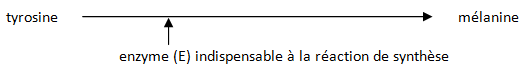 tyrosine mélanine
enzyme (E) indispensable à la réaction de synthèse